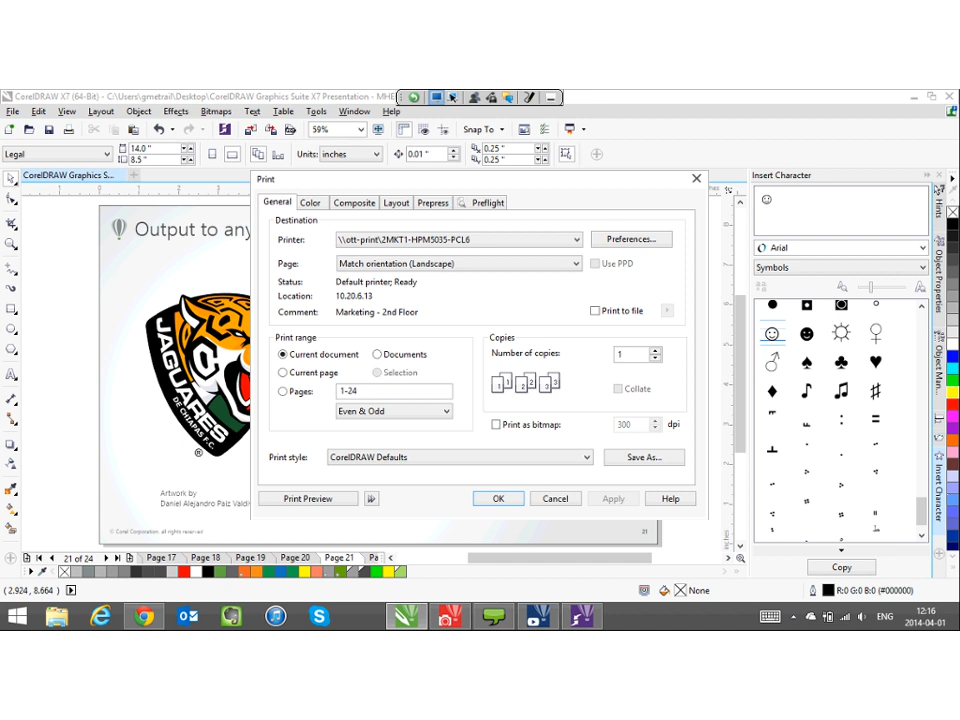 CorelDRAW X7 (64-Bit) - C:\Users\gmetrail\Desktop\CorelDRAW Graphics Suite X7 Presentation - MHE
File Edit View Layout Object Effects Bitmaps Text Table Tools Window Help
59% Snap To
Legal 14.0 " 8.5 " Units: inches 0.01 " 0.25 " 0.25 "
CorelDRAW Graphics S...
Output to any
JAGUARES
DE CHIAPAS F.C.
®
Artwork by
Daniel Alejandro Paiz Valdiv
© Corel Corporation. all rights reserved
21
Print
General Color Composite Layout Prepress Preflight
Destination
Printer: \\ott-print\2MKT1-HPM5035-PCL6 Preferences...
Page: Match orientation (Landscape) Use PPD
Status: Default printer; Ready
Location: 10.20.6.13
Comment: Marketing - 2nd Floor Print to file
Print range
Current document Documents
Current page Selection
Pages: 1-24
Even & Odd
Copies
Number of copies: 1
1 1 2 2 3 3 Collate
Print as bitmap: 300 dpi
Print style: CorelDRAW Defaults Save As...
Print Preview OK Cancel Apply Help
Insert Character
Arial
Symbols
Copy
Hints
Object Properties
Object Man...
Insert Character
inches
21 of 24 Page 17 Page 18 Page 19 Page 20 Page 21 Pa
( 2.924, 8.664 ) None R:0 G:0 B:0 (#000000)
ENG 12:16
2014-04-01